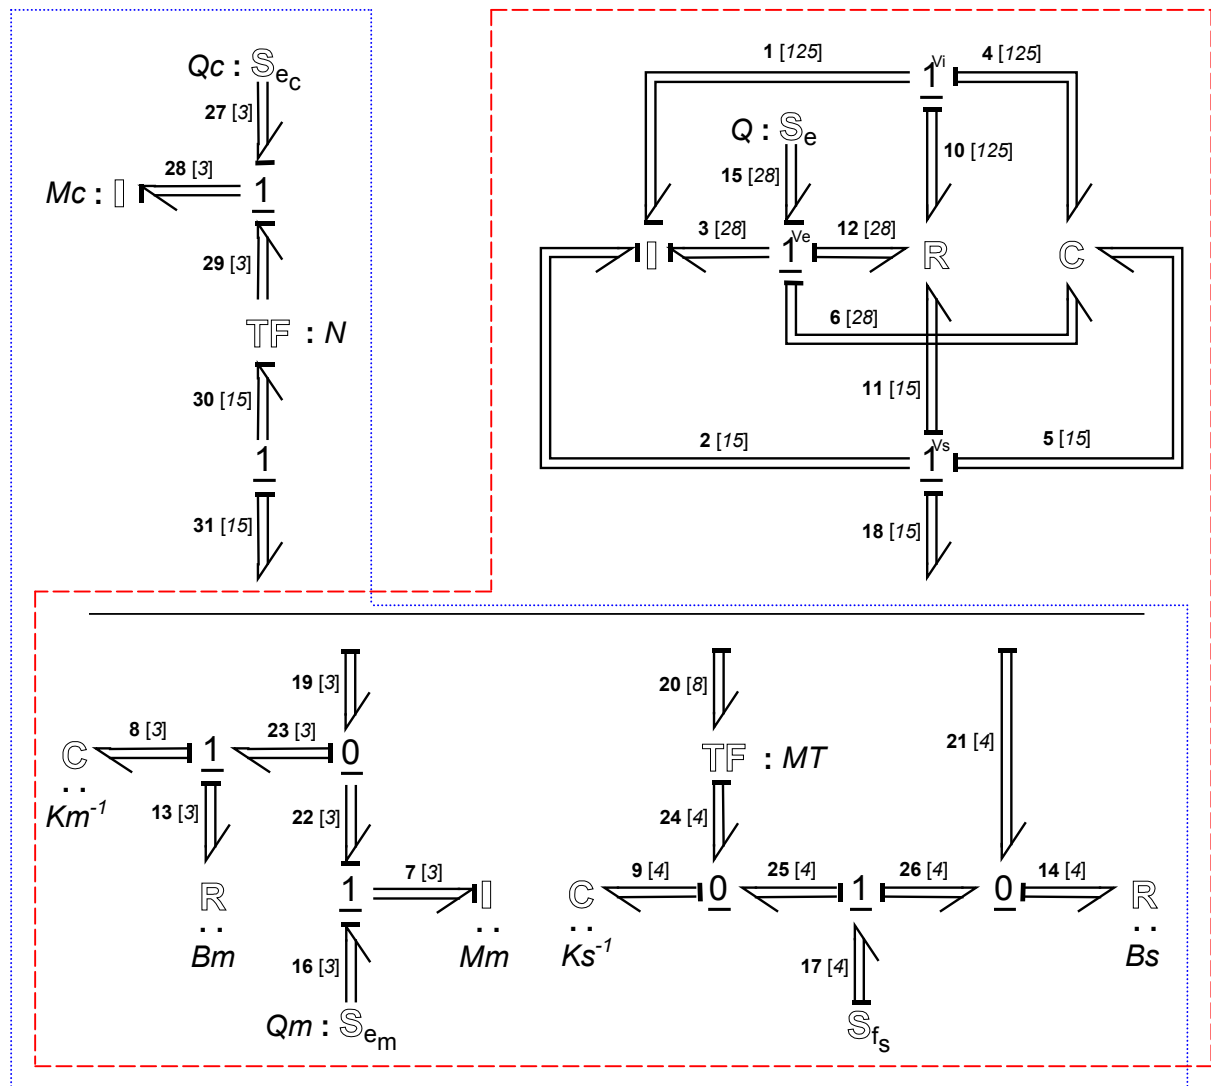 Qc : Se_c
27 [3]
28 [3]
Mc : I
1
29 [3]
TF : N
30 [15]
1
31 [15]
1 [125]
1 Vi
4 [125]
Q : Se
10 [125]
15 [28]
3 [28]
12 [28]
I
1 Ve
R
C
6 [28]
11 [15]
2 [15]
1 Vs
5 [15]
18 [15]
19 [3]
20 [8]
21 [4]
8 [3]
23 [3]
C
1
0
TF : MT
Km-1
13 [3]
22 [3]
24 [4]
7 [3]
9 [4]
25 [4]
26 [4]
14 [4]
R
1
I
C
0
1
0
R
Bm
Mm
Ks-1
Bs
16 [3]
17 [4]
Qm : Se_m
Sf_s